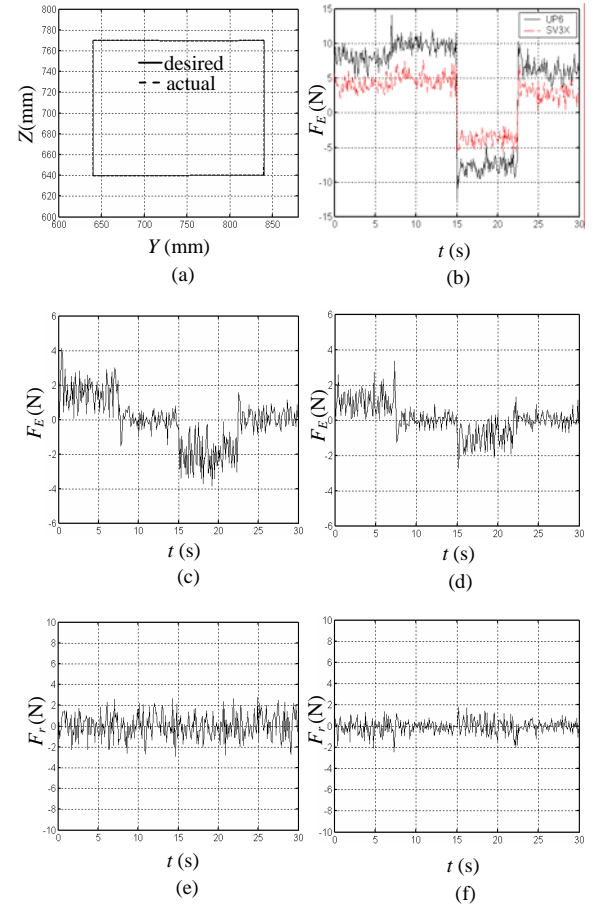 800
780
760
740
720
700
680
660
640
620
600
600 650 700 750 800 850
Z(mm)
desired
actual
Y (mm)
(a)
15
10
5
0
-5
-10
-15
0 5 10 15 20 25 30
F_E (N)
UP6
SV3X
t (s)
(b)
6
4
2
0
-2
-4
-6
0 5 10 15 20 25 30
F_E (N)
t (s)
(c)
6
4
2
0
-2
-4
-6
0 5 10 15 20 25 30
F_E (N)
t (s)
(d)
10
8
6
4
2
0
-2
-4
-6
-8
-10
0 5 10 15 20 25 30
F_r (N)
t (s)
(e)
10
8
6
4
2
0
-2
-4
-6
-8
-10
0 5 10 15 20 25 30
F_r (N)
t (s)
(f)